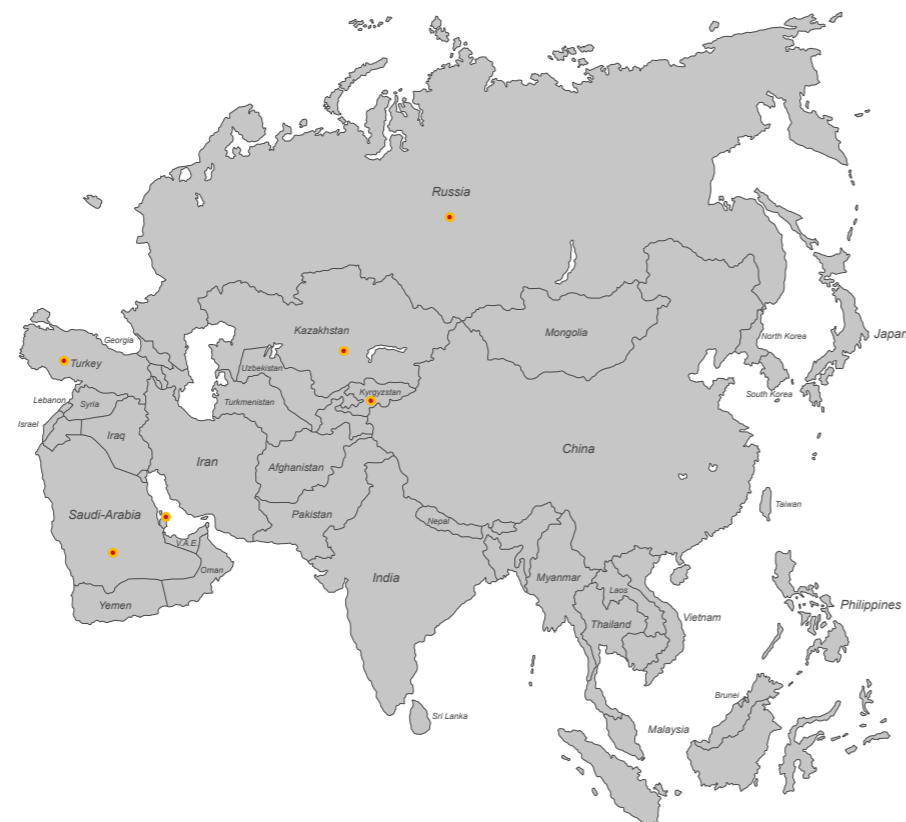 Russia
Kazakhstan
Mongolia
Georgia
North Korea
Japan
Turkey
Uzbekistan
Kyrgyzstan
South Korea
Lebanon
Syria
Turkmenistan
Israel
Iraq
China
Iran
Afghanistan
Taiwan
Saudi-Arabia
Pakistan
Nepal
V.A.E.
Oman
India
Myanmar
Laos
Yemen
Philippines
Thailand
Vietnam
Brunei
Sri Lanka
Malaysia